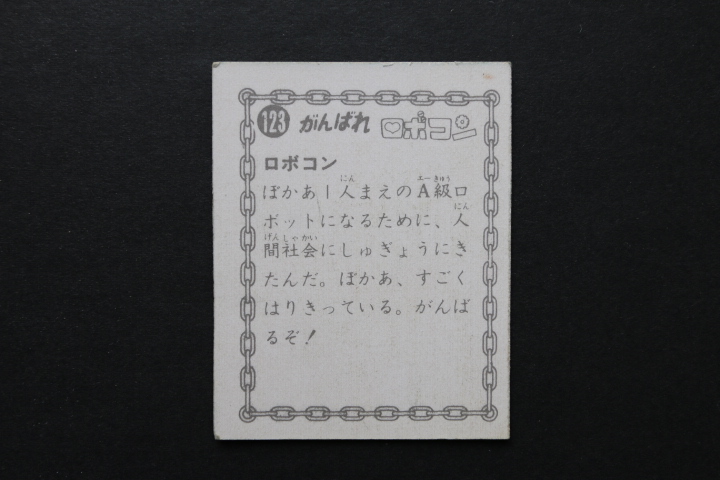 123 がんばれ ロボコン
ロボコン
ぼかあ1人まえのA級ロ
ボットになるために、人
間社会にしゅぎょうにき
たんだ。ぼかあ、すごく
はりきっている。がんば
るぞ!